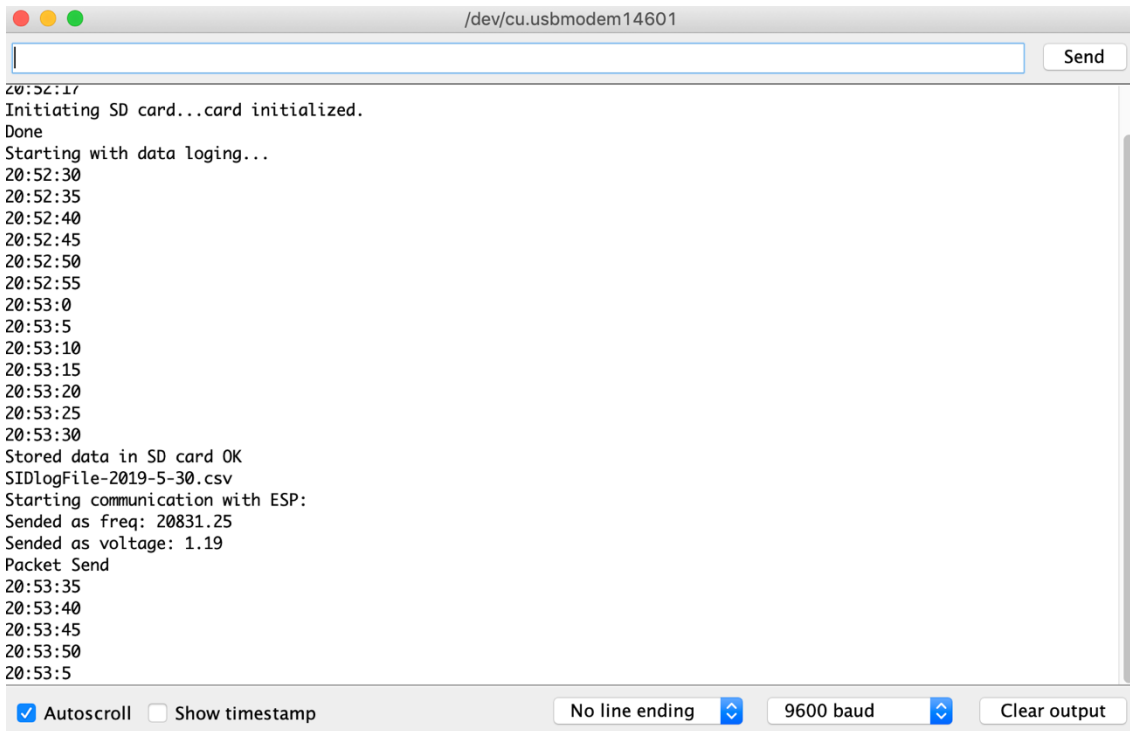 /dev/cu.usbmodem14601
Send
20:52:17
Initiating SD card...card initialized.
Done
Starting with data loging...
20:52:30
20:52:35
20:52:40
20:52:45
20:52:50
20:52:55
20:53:0
20:53:5
20:53:10
20:53:15
20:53:20
20:53:25
20:53:30
Stored data in SD card OK
SIDlogFile-2019-5-30.csv
Starting communication with ESP:
Sended as freq: 20831.25
Sended as voltage: 1.19
Packet Send
20:53:35
20:53:40
20:53:45
20:53:50
20:53:5
Autoscroll Show timestamp No line ending 9600 baud Clear output